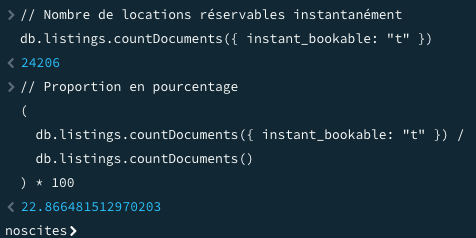 > // Nombre de locations réservables instantanément
db.listings.countDocuments({ instant_bookable: "t" })
< 24206
> // Proportion en pourcentage
(
db.listings.countDocuments({ instant_bookable: "t" }) /
db.listings.countDocuments()
) * 100
< 22.866481512970203
noscites>